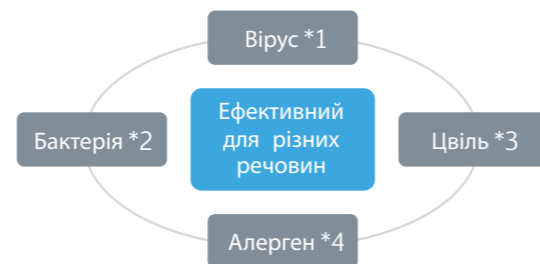 Вірус *1
Бактерія *2
Ефективний
для різних
речовин
Цвіль *3
Алерген *4